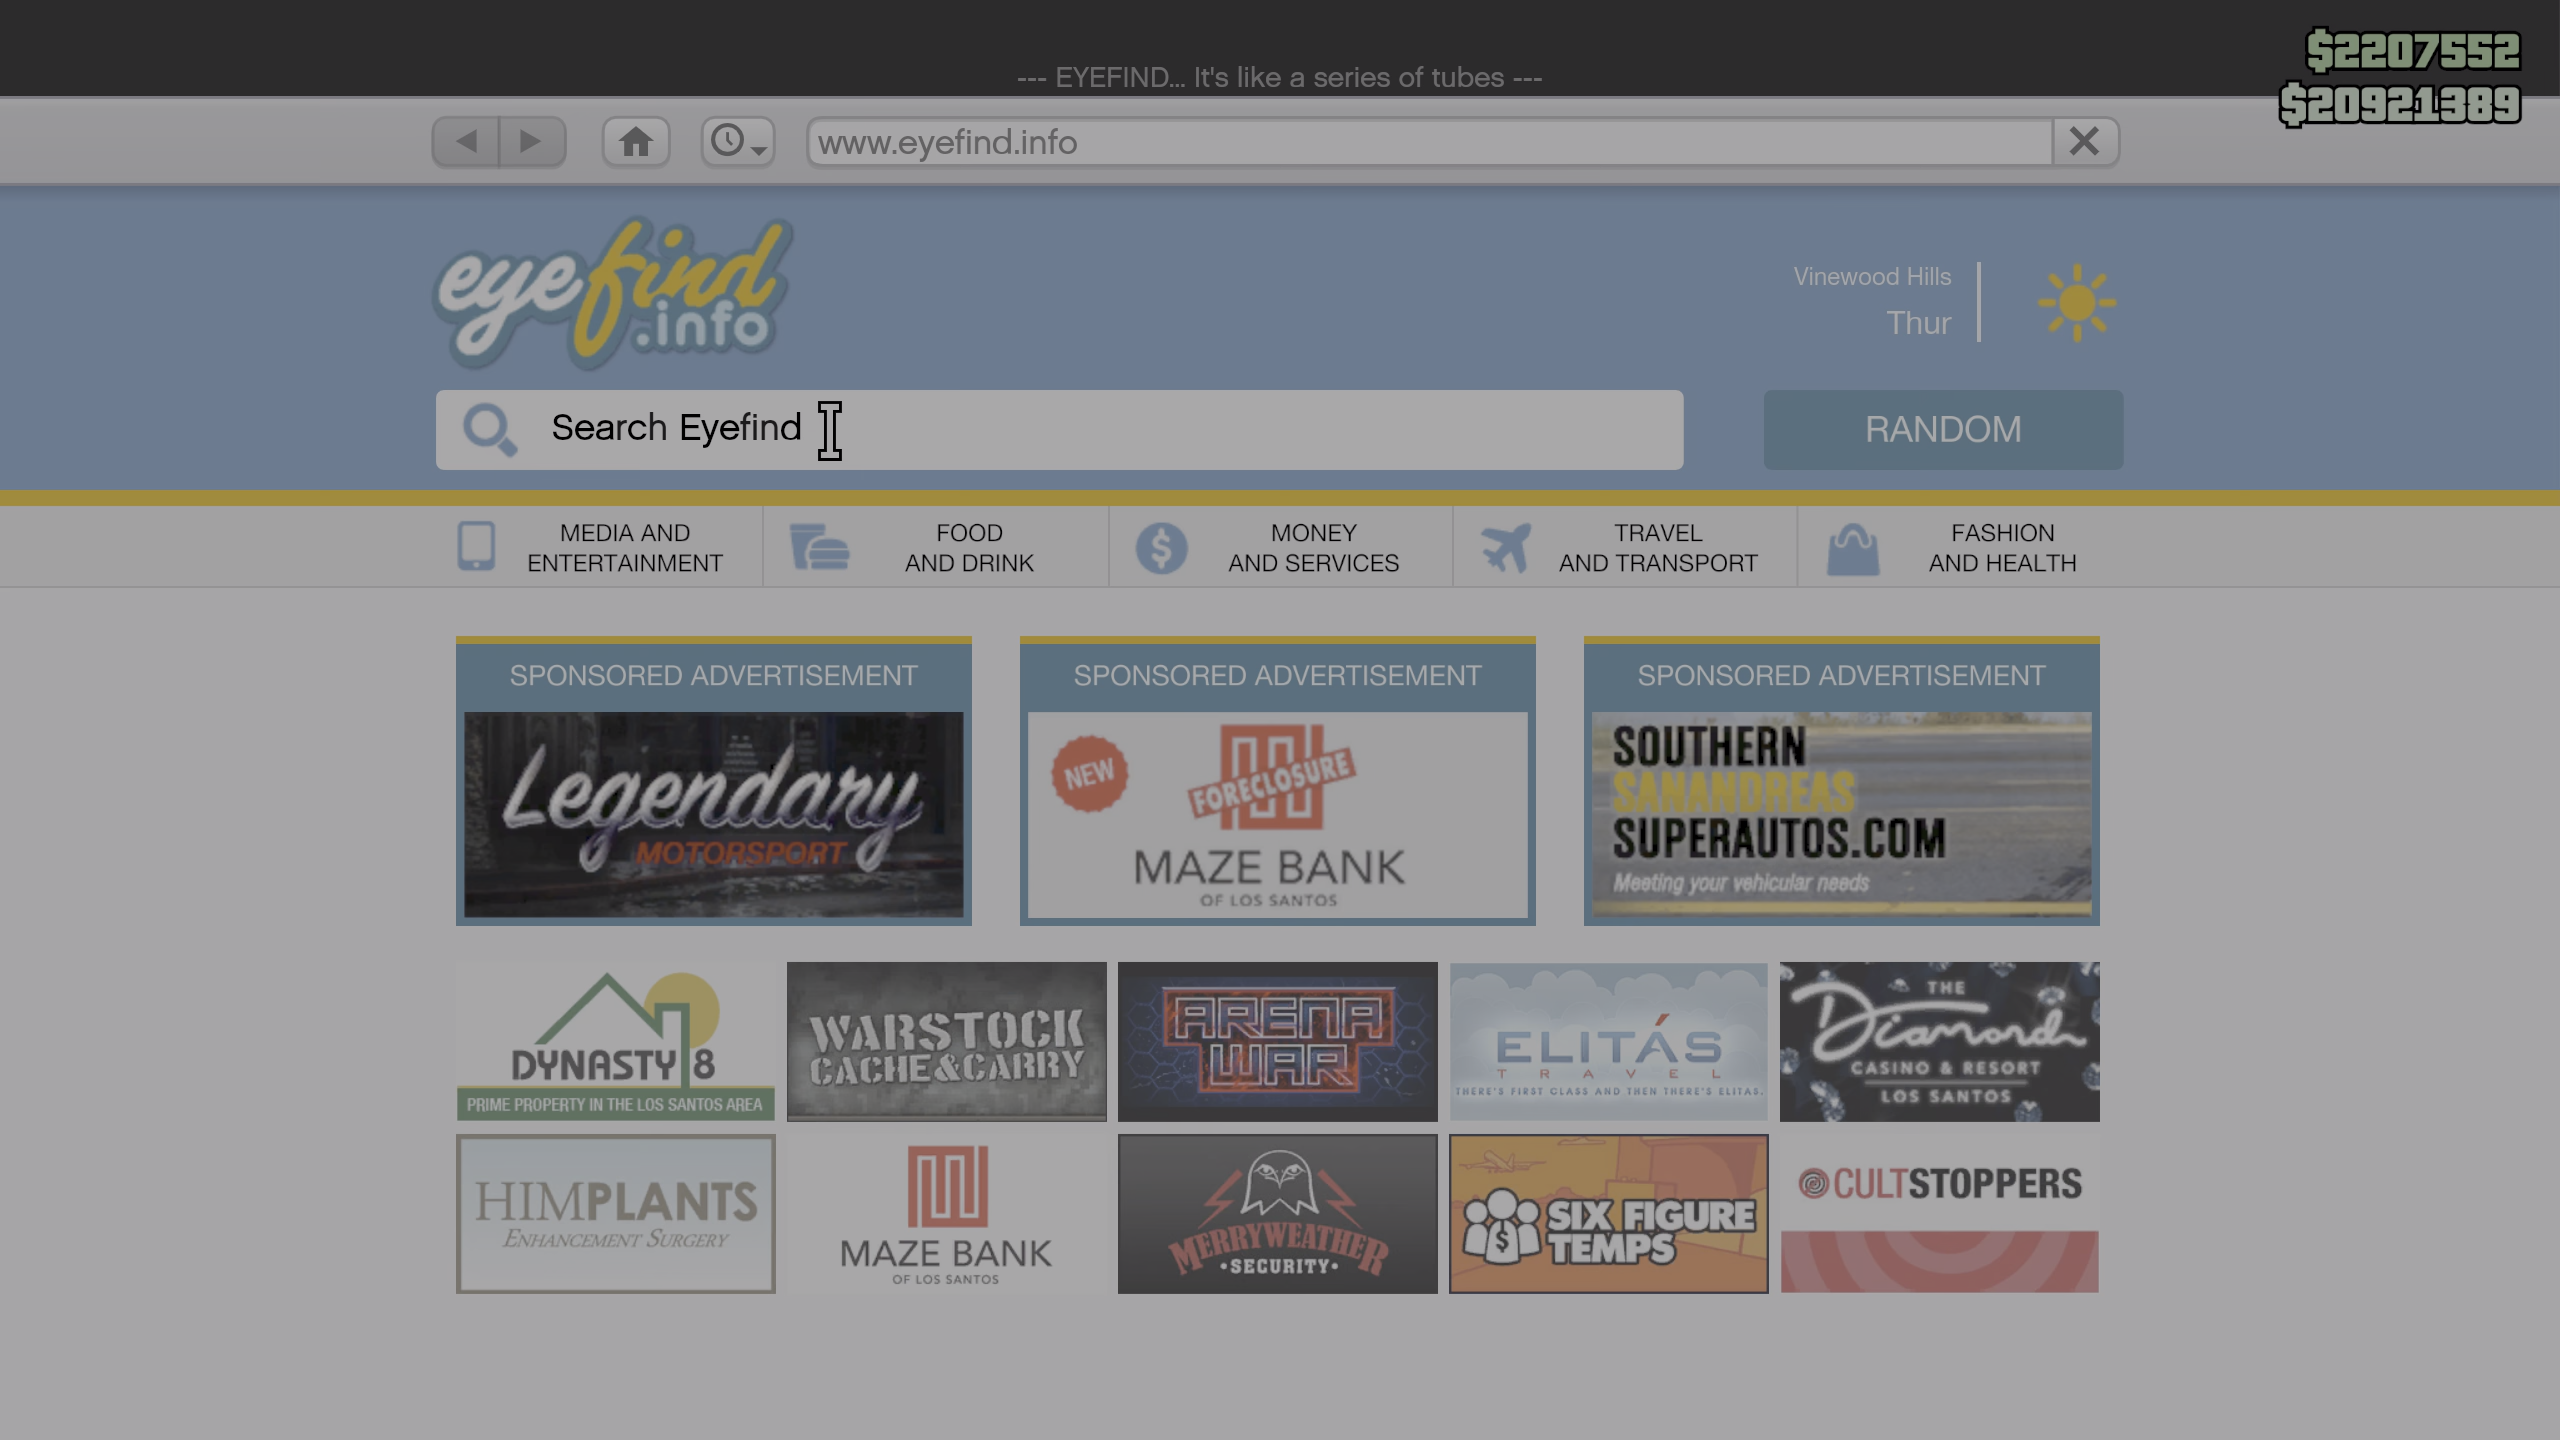 $2207552
--- EYEFIND... It's like a series of tubes ---
$20921389
www.eyefind.info
eyefind
.info
Vinewood Hills
Thur
Search Eyefind
RANDOM
MEDIA AND
ENTERTAINMENT
FOOD
AND DRINK
MONEY
AND SERVICES
TRAVEL
AND TRANSPORT
FASHION
AND HEALTH
SPONSORED ADVERTISEMENT
Legendary
MOTORSPORT
SPONSORED ADVERTISEMENT
NEW
FORECLOSURE
MAZE BANK
OF LOS SANTOS
SPONSORED ADVERTISEMENT
SOUTHERN
SANANDREAS
SUPERAUTOS.COM
Meeting your vehicular needs
DYNASTY 8
PRIME PROPERTY IN THE LOS SANTOS AREA
WARSTOCK
CACHE&CARRY
ARENA
WAR
ELITÁS
TRAVEL
THERE'S FIRST CLASS AND THEN THERE'S ELITAS.
THE
Diamond
CASINO & RESORT
LOS SANTOS
HIMPLANTS
ENHANCEMENT SURGERY
MAZE BANK
OF LOS SANTOS
MERRYWEATHER
•SECURITY•
SIX FIGURE
TEMPS
CULTSTOPPERS